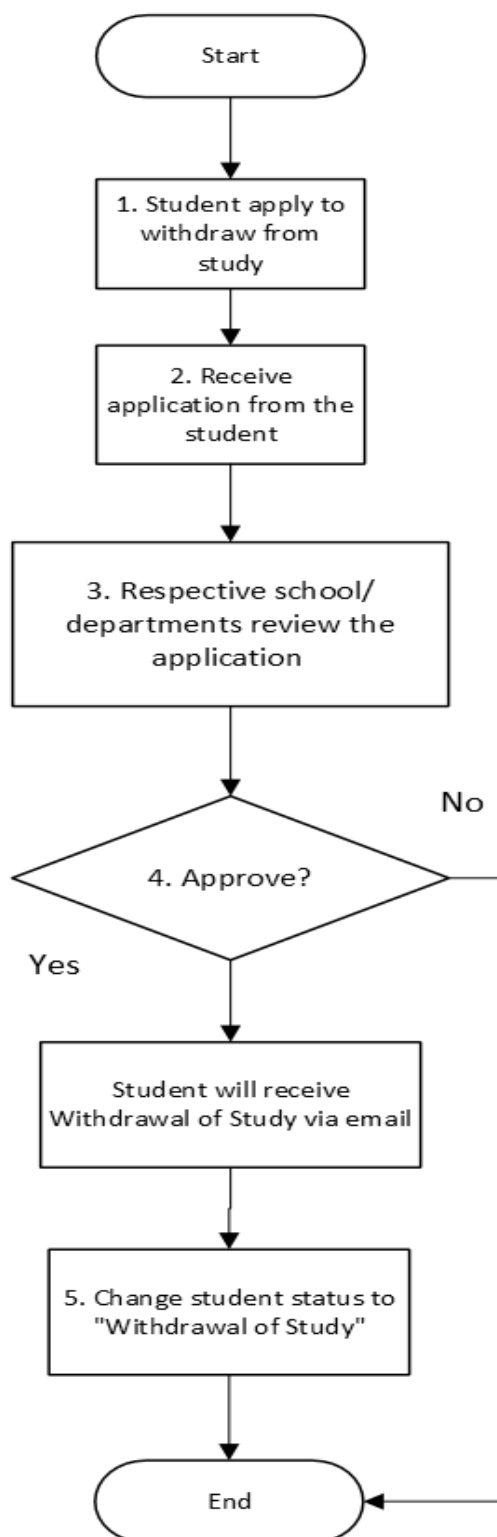 Start
1. Student apply to
withdraw from
study
2. Receive
application from the
student
3. Respective school/
departments review the
application
No
4. Approve?
Yes
Student will receive
Withdrawal of Study via email
5. Change student status to
"Withdrawal of Study"
End